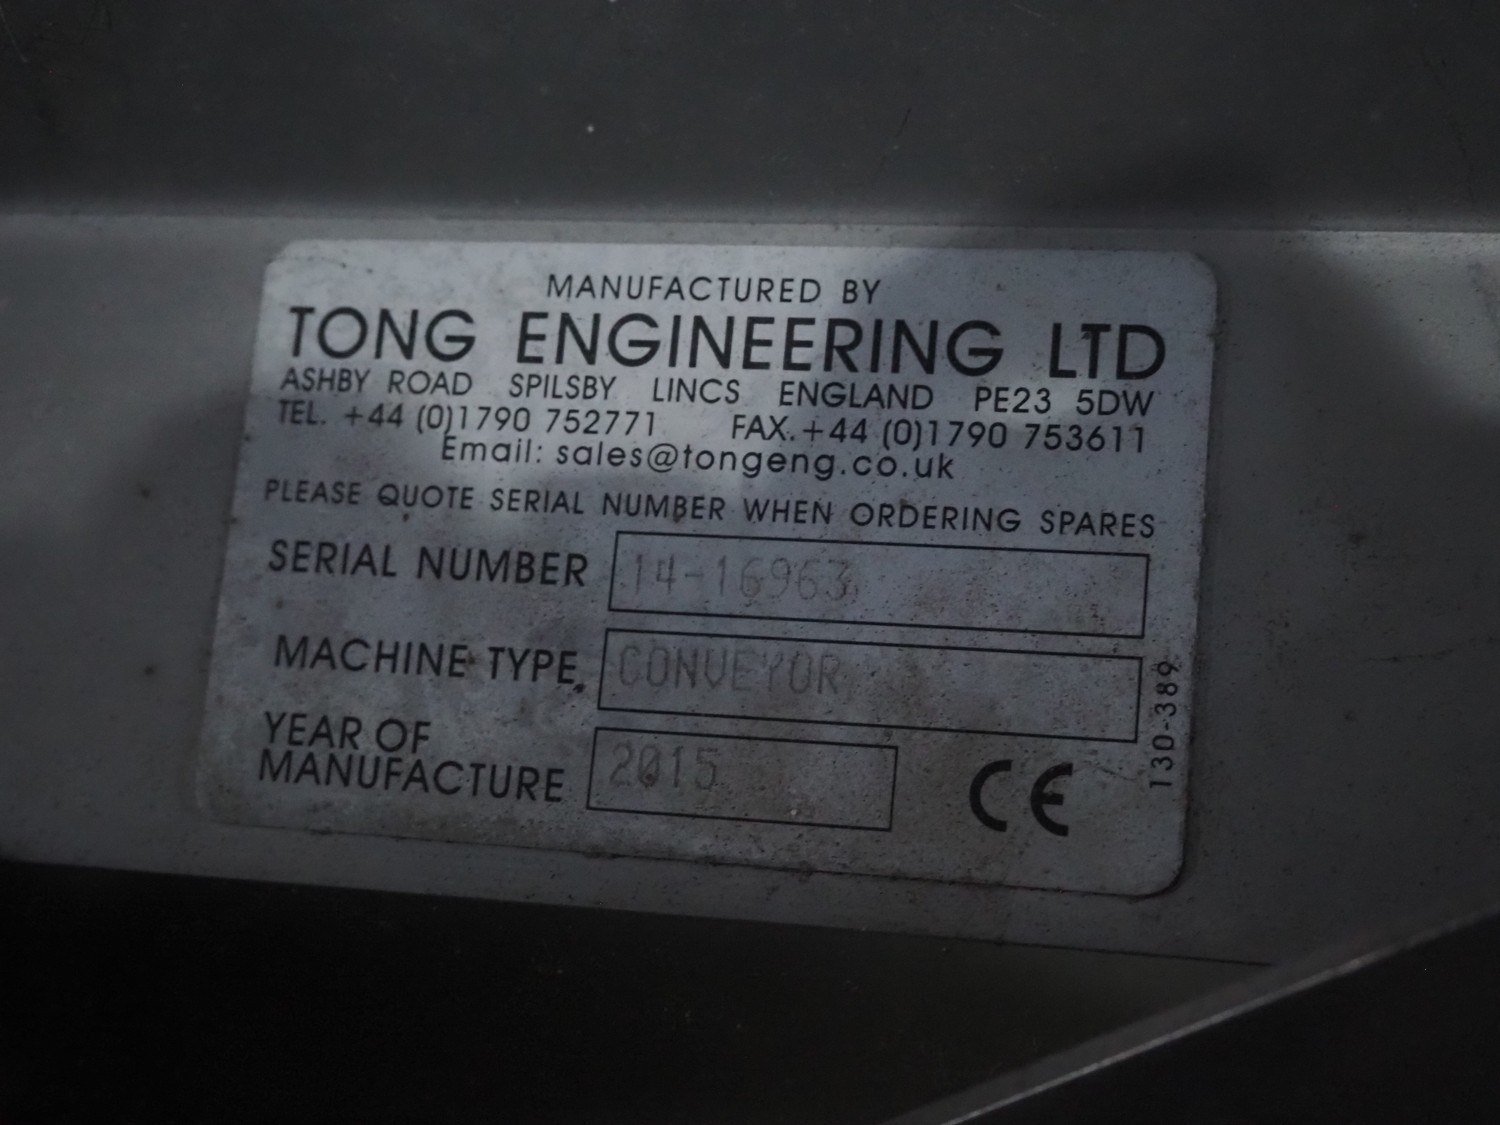 MANUFACTURED BY
TONG ENGINEERING LTD
ASHBY ROAD SPILSBY LINCS ENGLAND PE23 5DW
TEL. +44 (0)1790 752771 FAX. +44 (0)1790 753611
Email: sales@tongeng.co.uk
PLEASE QUOTE SERIAL NUMBER WHEN ORDERING SPARES
SERIAL NUMBER 14-16963
MACHINE TYPE CONVEYOR
YEAR OF
MANUFACTURE 2015
CE
130-389